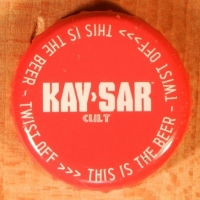 KAY›SAR
CULT
THIS IS THE BEER - TWIST OFF >>> THIS IS THE BEER - TWIST OFF >>>